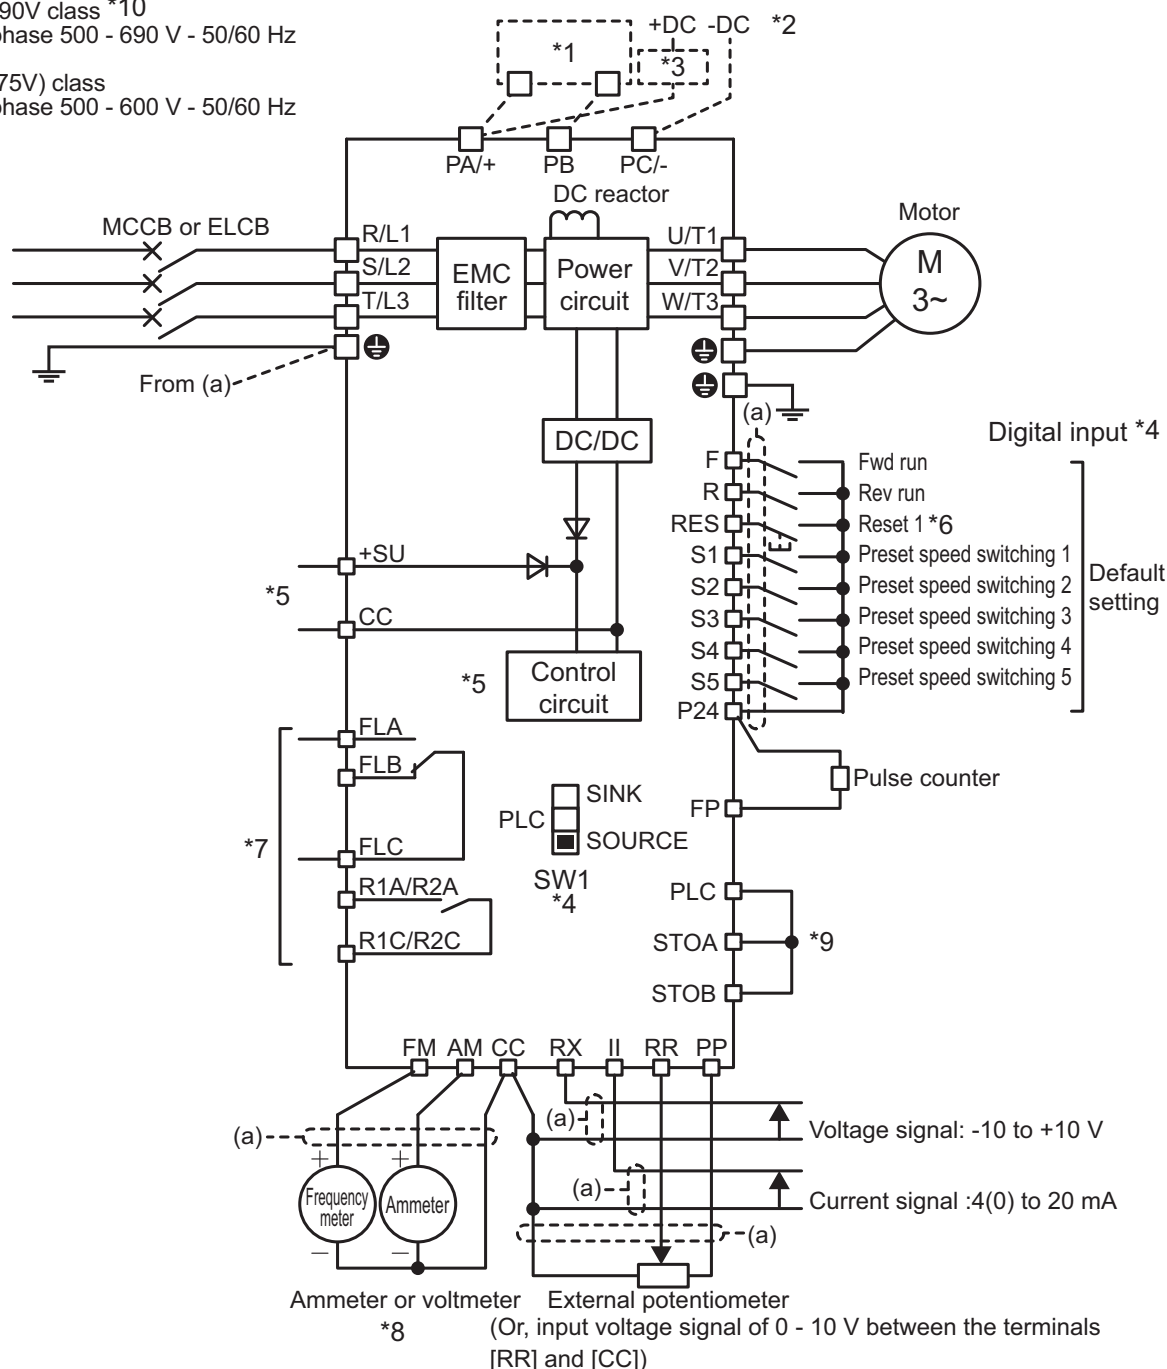 90V class *10
phase 500 - 690 V - 50/60 Hz
75V) class
phase 500 - 600 V - 50/60 Hz
+DC -DC *2
*1
*3
PA/+ PB PC/-
DC reactor
MCCB or ELCB
Motor
R/L1
S/L2
T/L3
EMC
filter
Power
circuit
U/T1
V/T2
W/T3
M
3~
From (a)
(a)
DC/DC
Digital input *4
F Fwd run
R Rev run
RES Reset 1 *6
S1 Preset speed switching 1
S2 Preset speed switching 2
S3 Preset speed switching 3
S4 Preset speed switching 4
S5 Preset speed switching 5
P24
Default
setting
+SU
*5
CC
*5
Control
circuit
FLA
FLB
FLC
*7
R1A/R2A
R1C/R2C
SINK
PLC
SOURCE
SW1
*4
Pulse counter
FP
PLC
STOA
STOB
*9
FM AM CC RX II RR PP
(a)
+ +
Frequency
meter
Ammeter
– –
(a)
Voltage signal: -10 to +10 V
(a)
Current signal :4(0) to 20 mA
(a)
Ammeter or voltmeter
*8
External potentiometer
(Or, input voltage signal of 0 - 10 V between the terminals
[RR] and [CC])